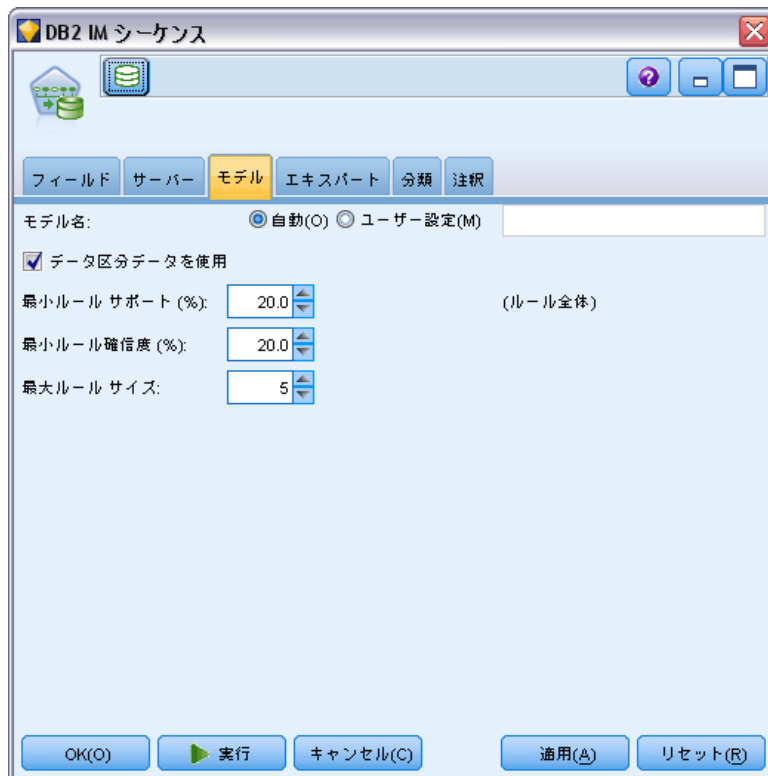 DB2 IM シーケンス
フィールド サーバー モデル エキスパート 分類 注釈
モデル名: 自動(O) ユーザー設定(M)
データ区分データを使用
最小ルール サポート (%): 20.0 (ルール全体)
最小ルール確信度 (%): 20.0
最大ルール サイズ: 5
OK(O) 実行 キャンセル(C) 適用(A) リセット(R)